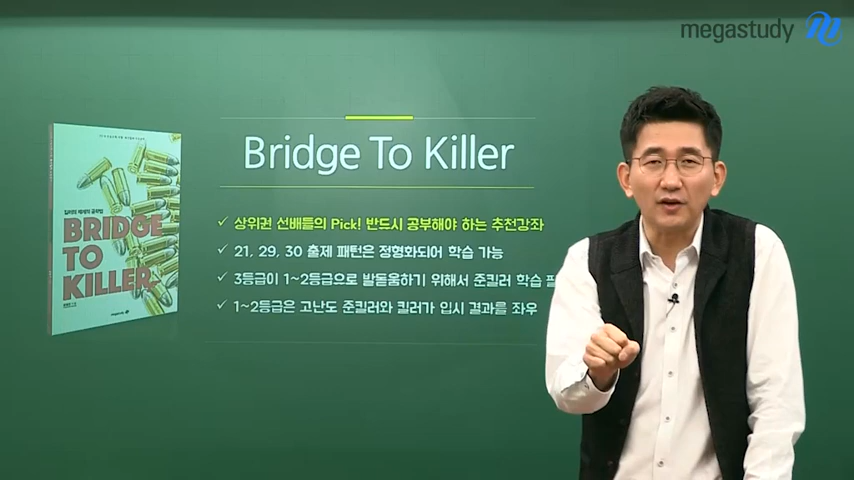 megastudy
Bridge To Killer
✓ 상위권 선배들의 Pick! 반드시 공부해야 하는 추천강좌
✓ 21, 29, 30 출제 패턴은 정형화되어 학습 가능
✓ 3등급이 1~2등급으로 발돋움하기 위해서 준킬러 학습
✓ 1~2등급은 고난도 준킬러와 킬러가 입시 결과를 좌우
BRIDGE
TO
KILLER
megastudy